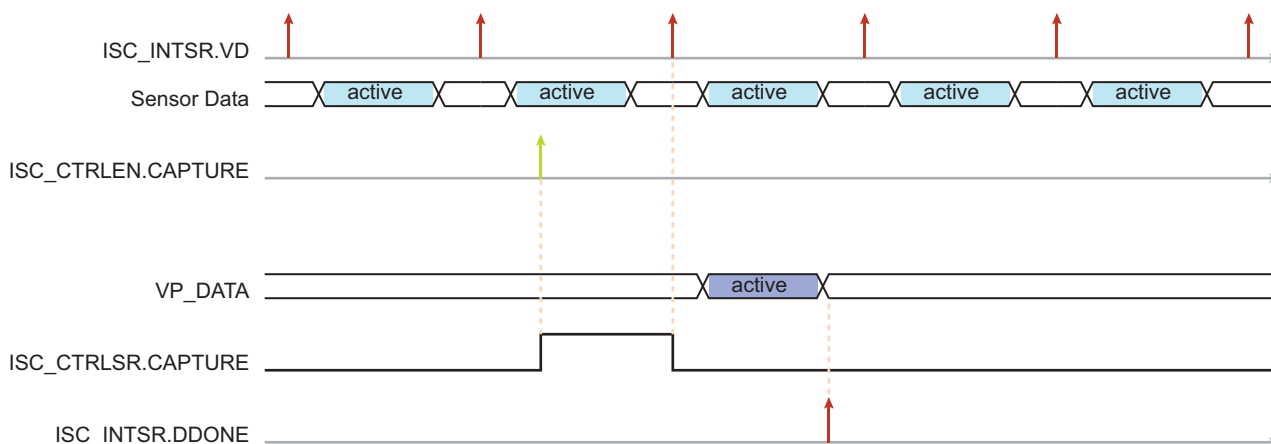 ISC_INTSR.VD
Sensor Data
active active active active active
ISC_CTRLEN.CAPTURE
VP_DATA
active
ISC_CTRLSR.CAPTURE
ISC_INTSR.DDONE